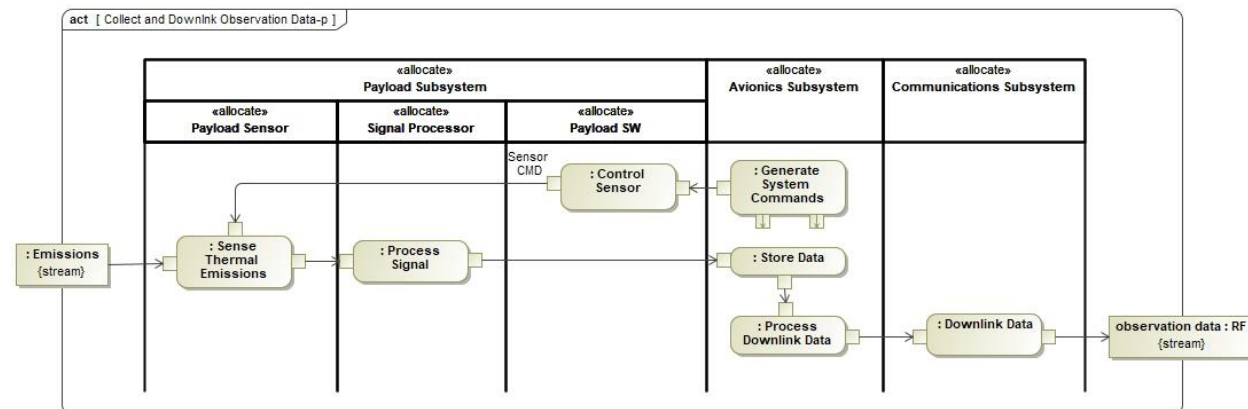 act [ Collect and Downlnk Observation Data-p ]
«allocate»
Payload Subsystem
«allocate»
Avionics Subsystem
«allocate»
Communications Subsystem
«allocate»
Payload Sensor
«allocate»
Signal Processor
«allocate»
Payload SW
Sensor
CMD
: Control
Sensor
: Generate
System
Commands
: Emissions
{stream}
: Sense
Thermal
Emissions
: Process
Signal
: Store Data
: Process
Downlink Data
: Downlink Data
observation data : RF
{stream}